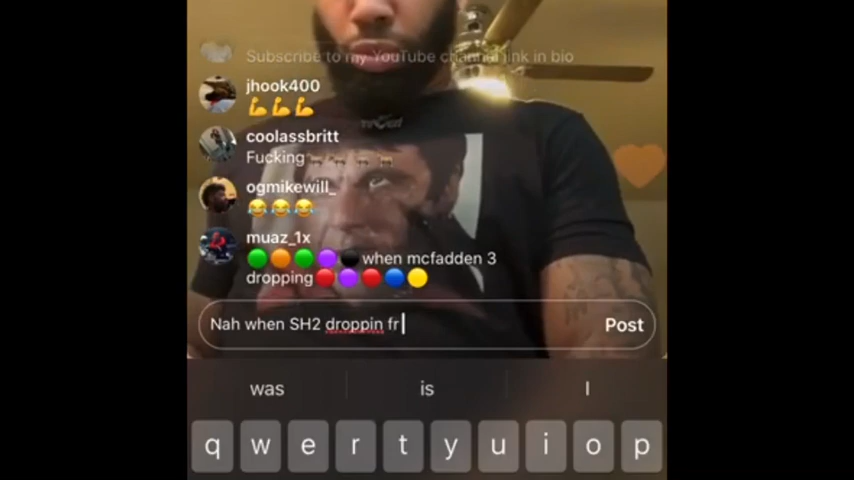 Subscribe to my YouTube channel link in bio
jhook400
💪💪💪
coolassbritt
Fucking🐐🐐🐐🐐
ogmikewill_
😂😂😂
muaz_1x
🟢🟠🟢🟣⚫when mcfadden 3
dropping🔴🟣🔴🔵🟡
Nah when SH2 droppin fr
Post
was is I
q w e r t y u i o p